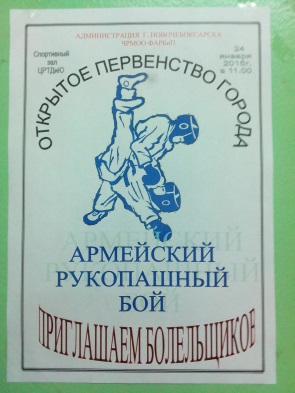 АДМИНИСТРАЦИЯ Г. НОВОЧЕБОКСАРСКА
ЧРМОО ФАРБиП
Спортивный
зал
ЦРТДиЮ
24
января
2016г.
в 11.00
ОТКРЫТОЕ ПЕРВЕНСТВО ГОРОДА
АРМЕЙСКИЙ
РУКОПАШНЫЙ
БОЙ
ПРИГЛАШАЕМ БОЛЕЛЬЩИКОВ